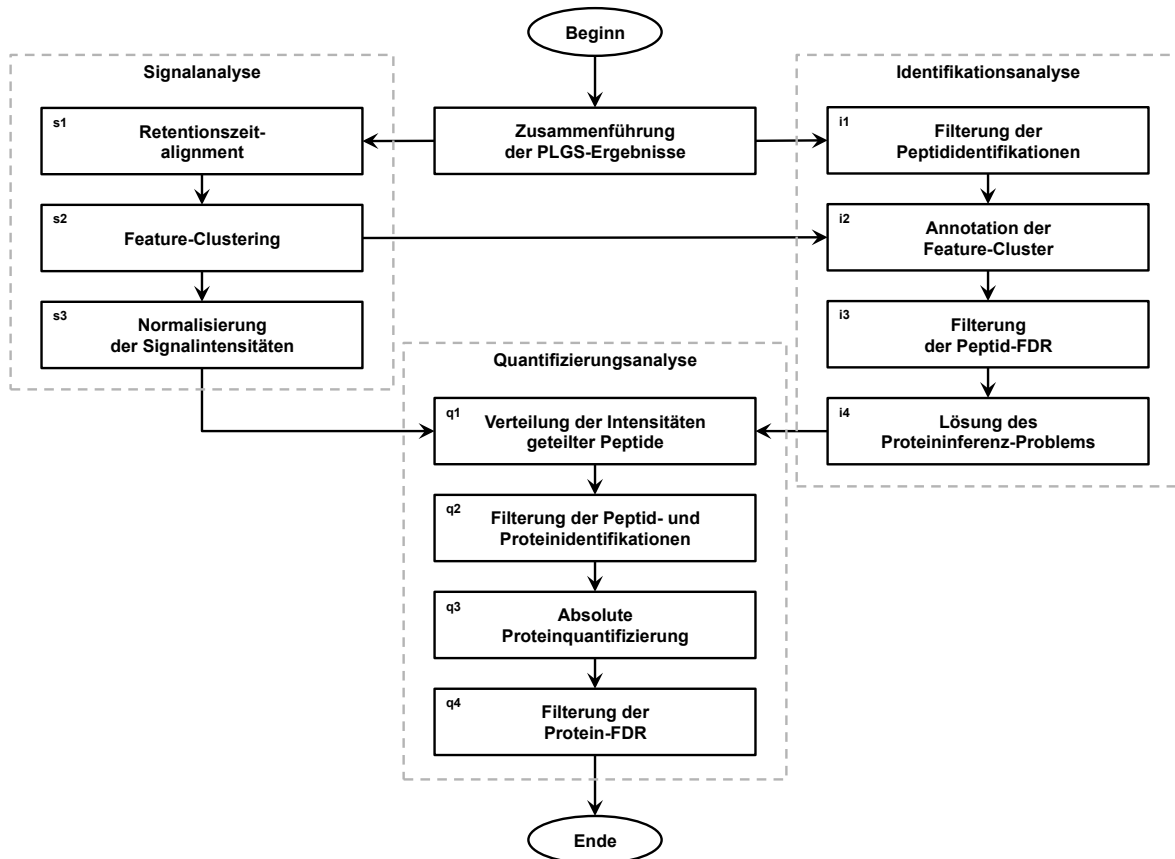 Beginn
Signalanalyse
s1
Retentionszeit-
alignment
s2
Feature-Clustering
s3
Normalisierung
der Signalintensitäten
Zusammenführung
der PLGS-Ergebnisse
Identifikationsanalyse
i1
Filterung der
Peptididentifikationen
i2
Annotation der
Feature-Cluster
i3
Filterung
der Peptid-FDR
i4
Lösung des
Proteininferenz-Problems
Quantifizierungsanalyse
q1
Verteilung der Intensitäten
geteilter Peptide
q2
Filterung der Peptid- und
Proteinidentifikationen
q3
Absolute
Proteinquantifizierung
q4
Filterung der
Protein-FDR
Ende